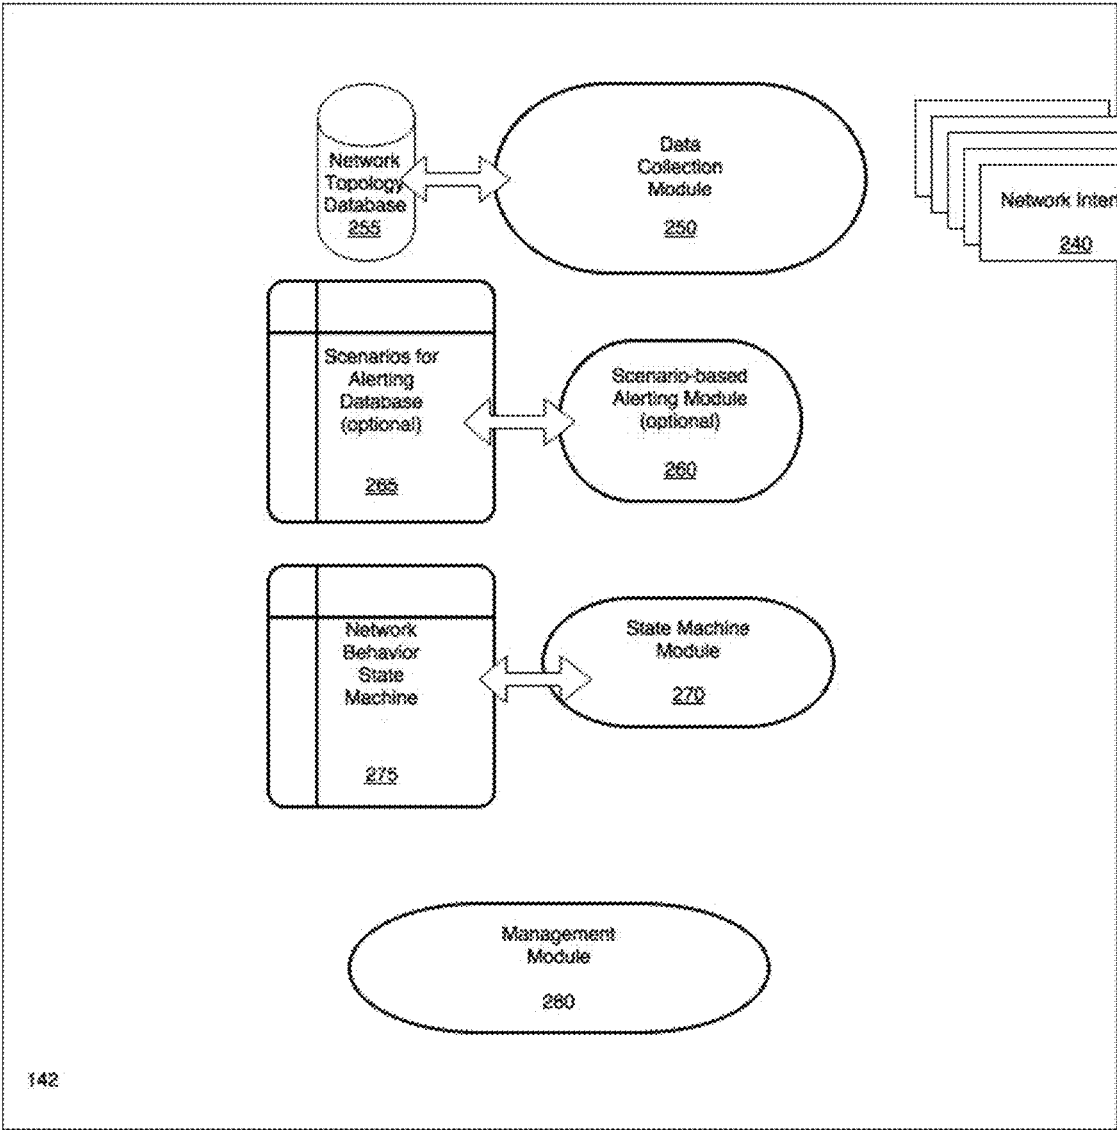 Network
Topology
Database
255
Data
Collection
Module
250
Network Inter
240
Scenarios for
Alerting
Database
(optional)
265
Scenario-based
Alerting Module
(optional)
260
Network
Behavior
State
Machine
275
State Machine
Module
270
Management
Module
280
142